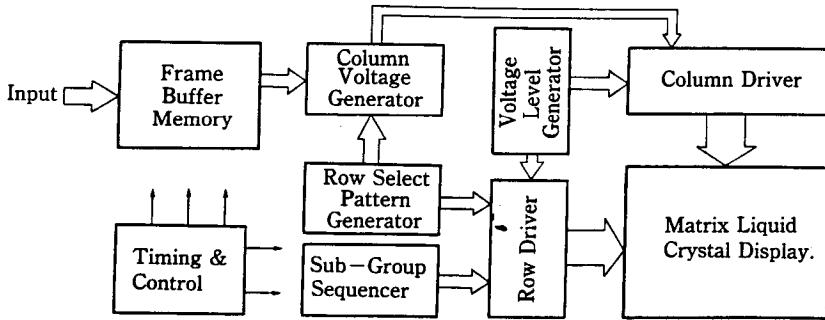 Input
Frame
Buffer
Memory
Column
Voltage
Generator
Voltage
Level
Generator
Column Driver
Row Select
Pattern
Generator
Row Driver
Matrix Liquid
Crystal Display.
Timing &
Control
Sub-Group
Sequencer